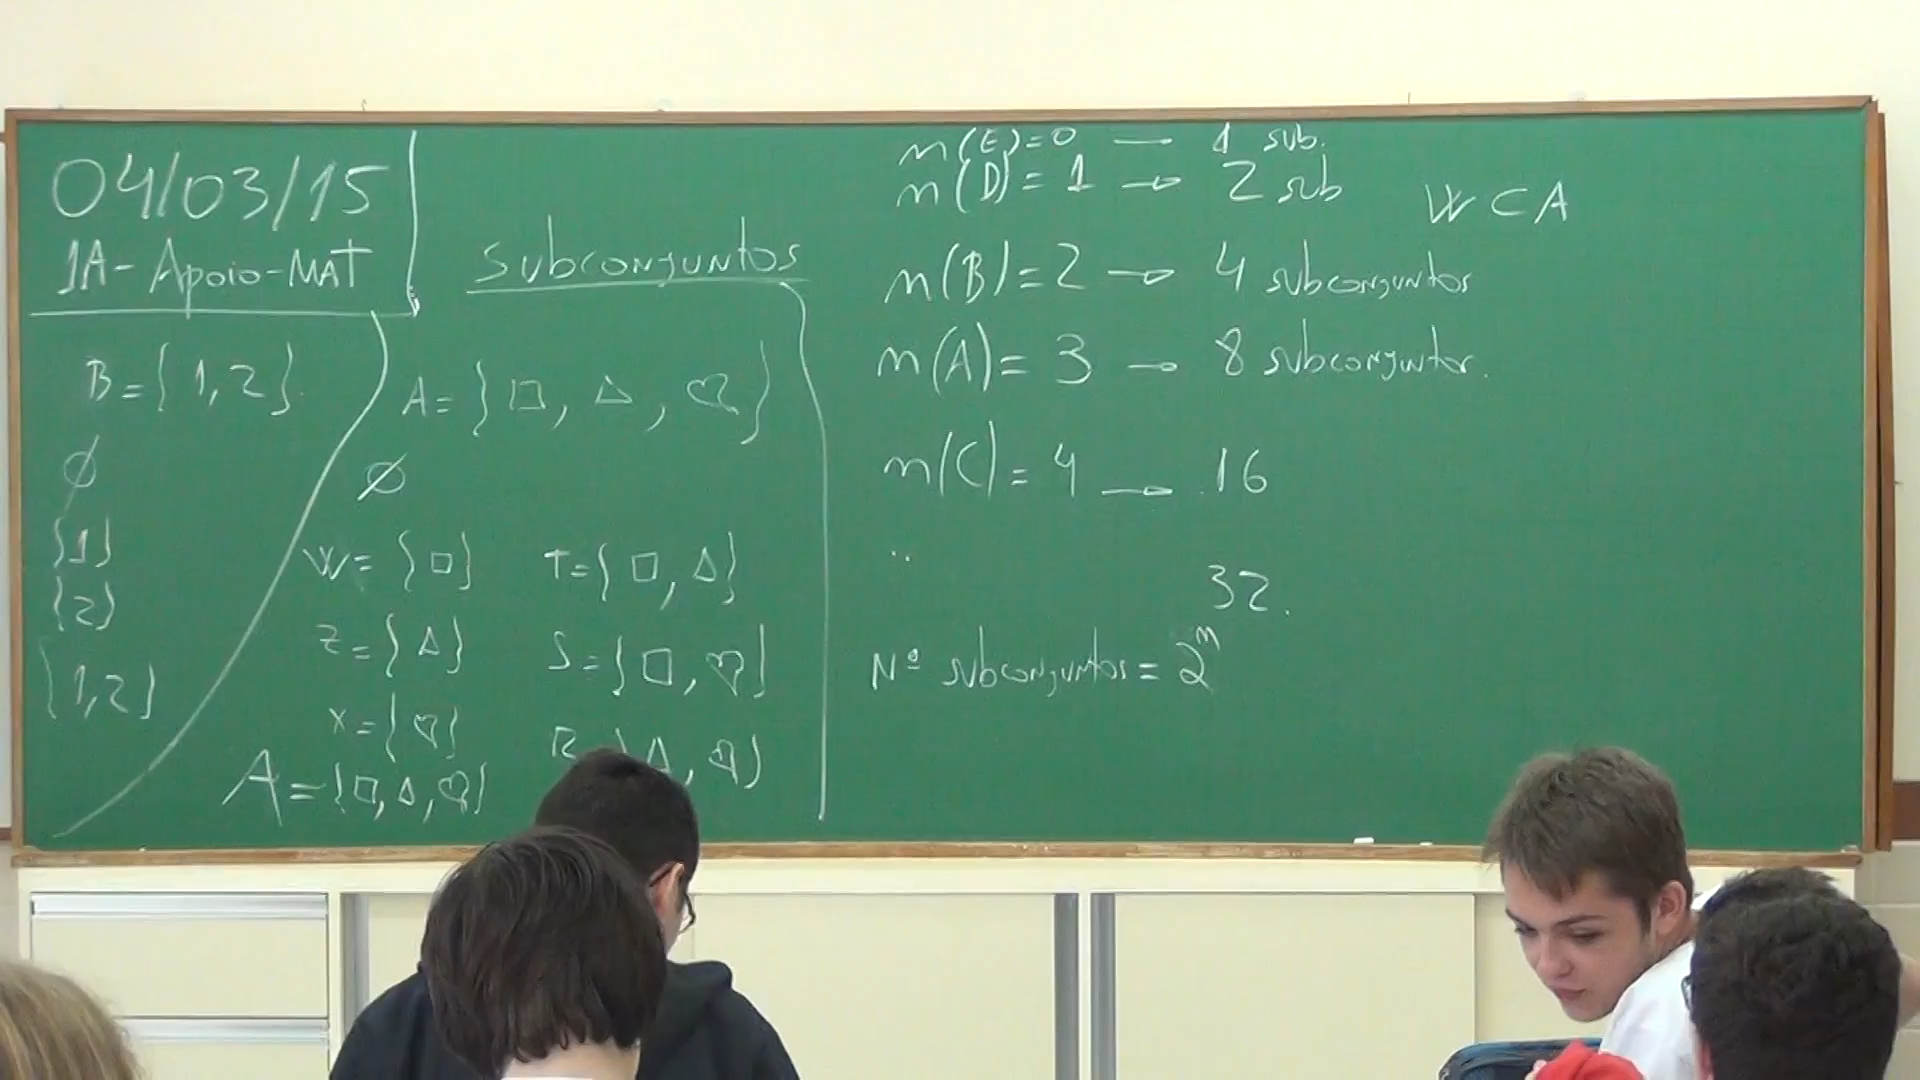 04/03/15
1A-Apoio-MAT
B={1,2}
∅
{1}
{2}
{1,2}
Subconjuntos
A={□, △, ♡}
∅
W={□}
T={□, △}
Z={△}
S={□, ♡}
X={♡}
△, ♡}
A={□, △, ♡}
n(E)=0 — 1 sub.
n(D)=1 → 2 sub
W⊂A
n(B)=2 → 4 subconjuntos
n(A)=3 → 8 subconjuntos.
n(C)=4 → 16
..
32.
Nº subconjuntos = 2ⁿ